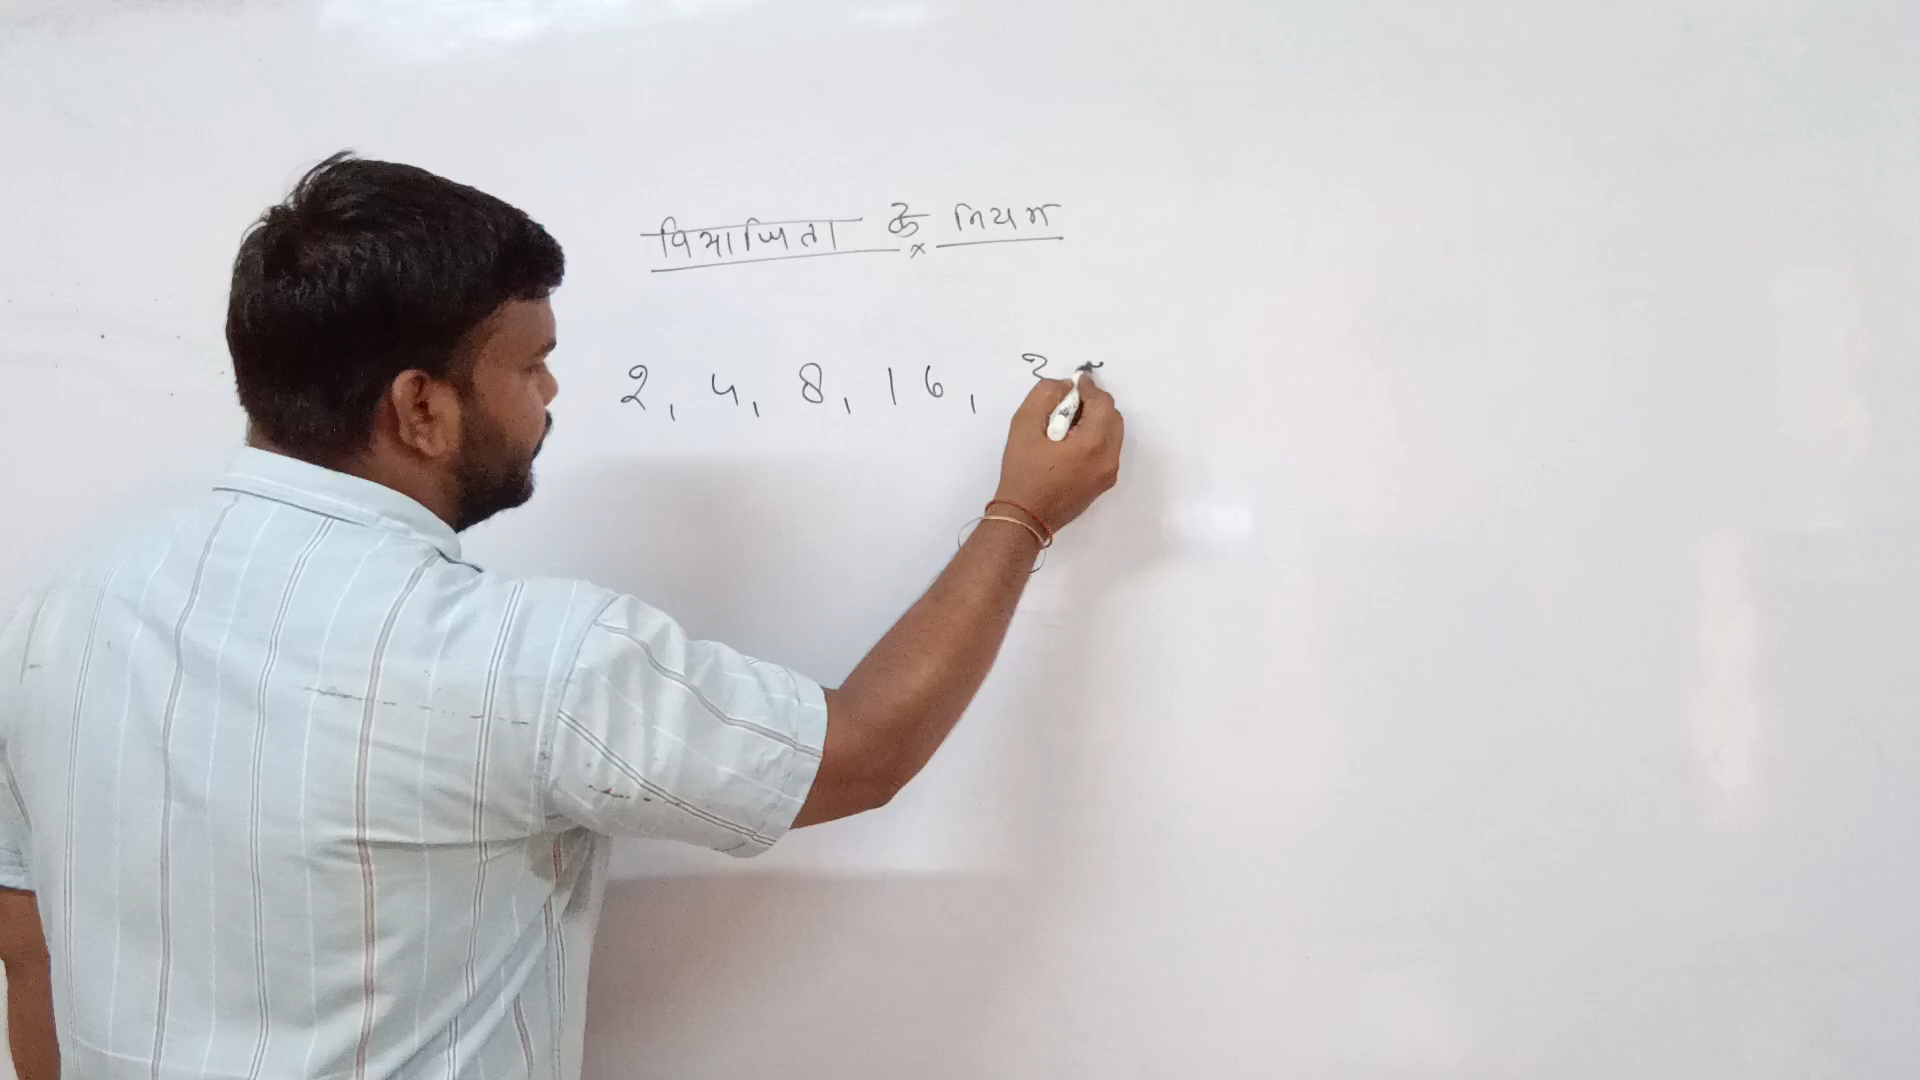 विभाजिता के नियम
2, 4, 8, 16, 3